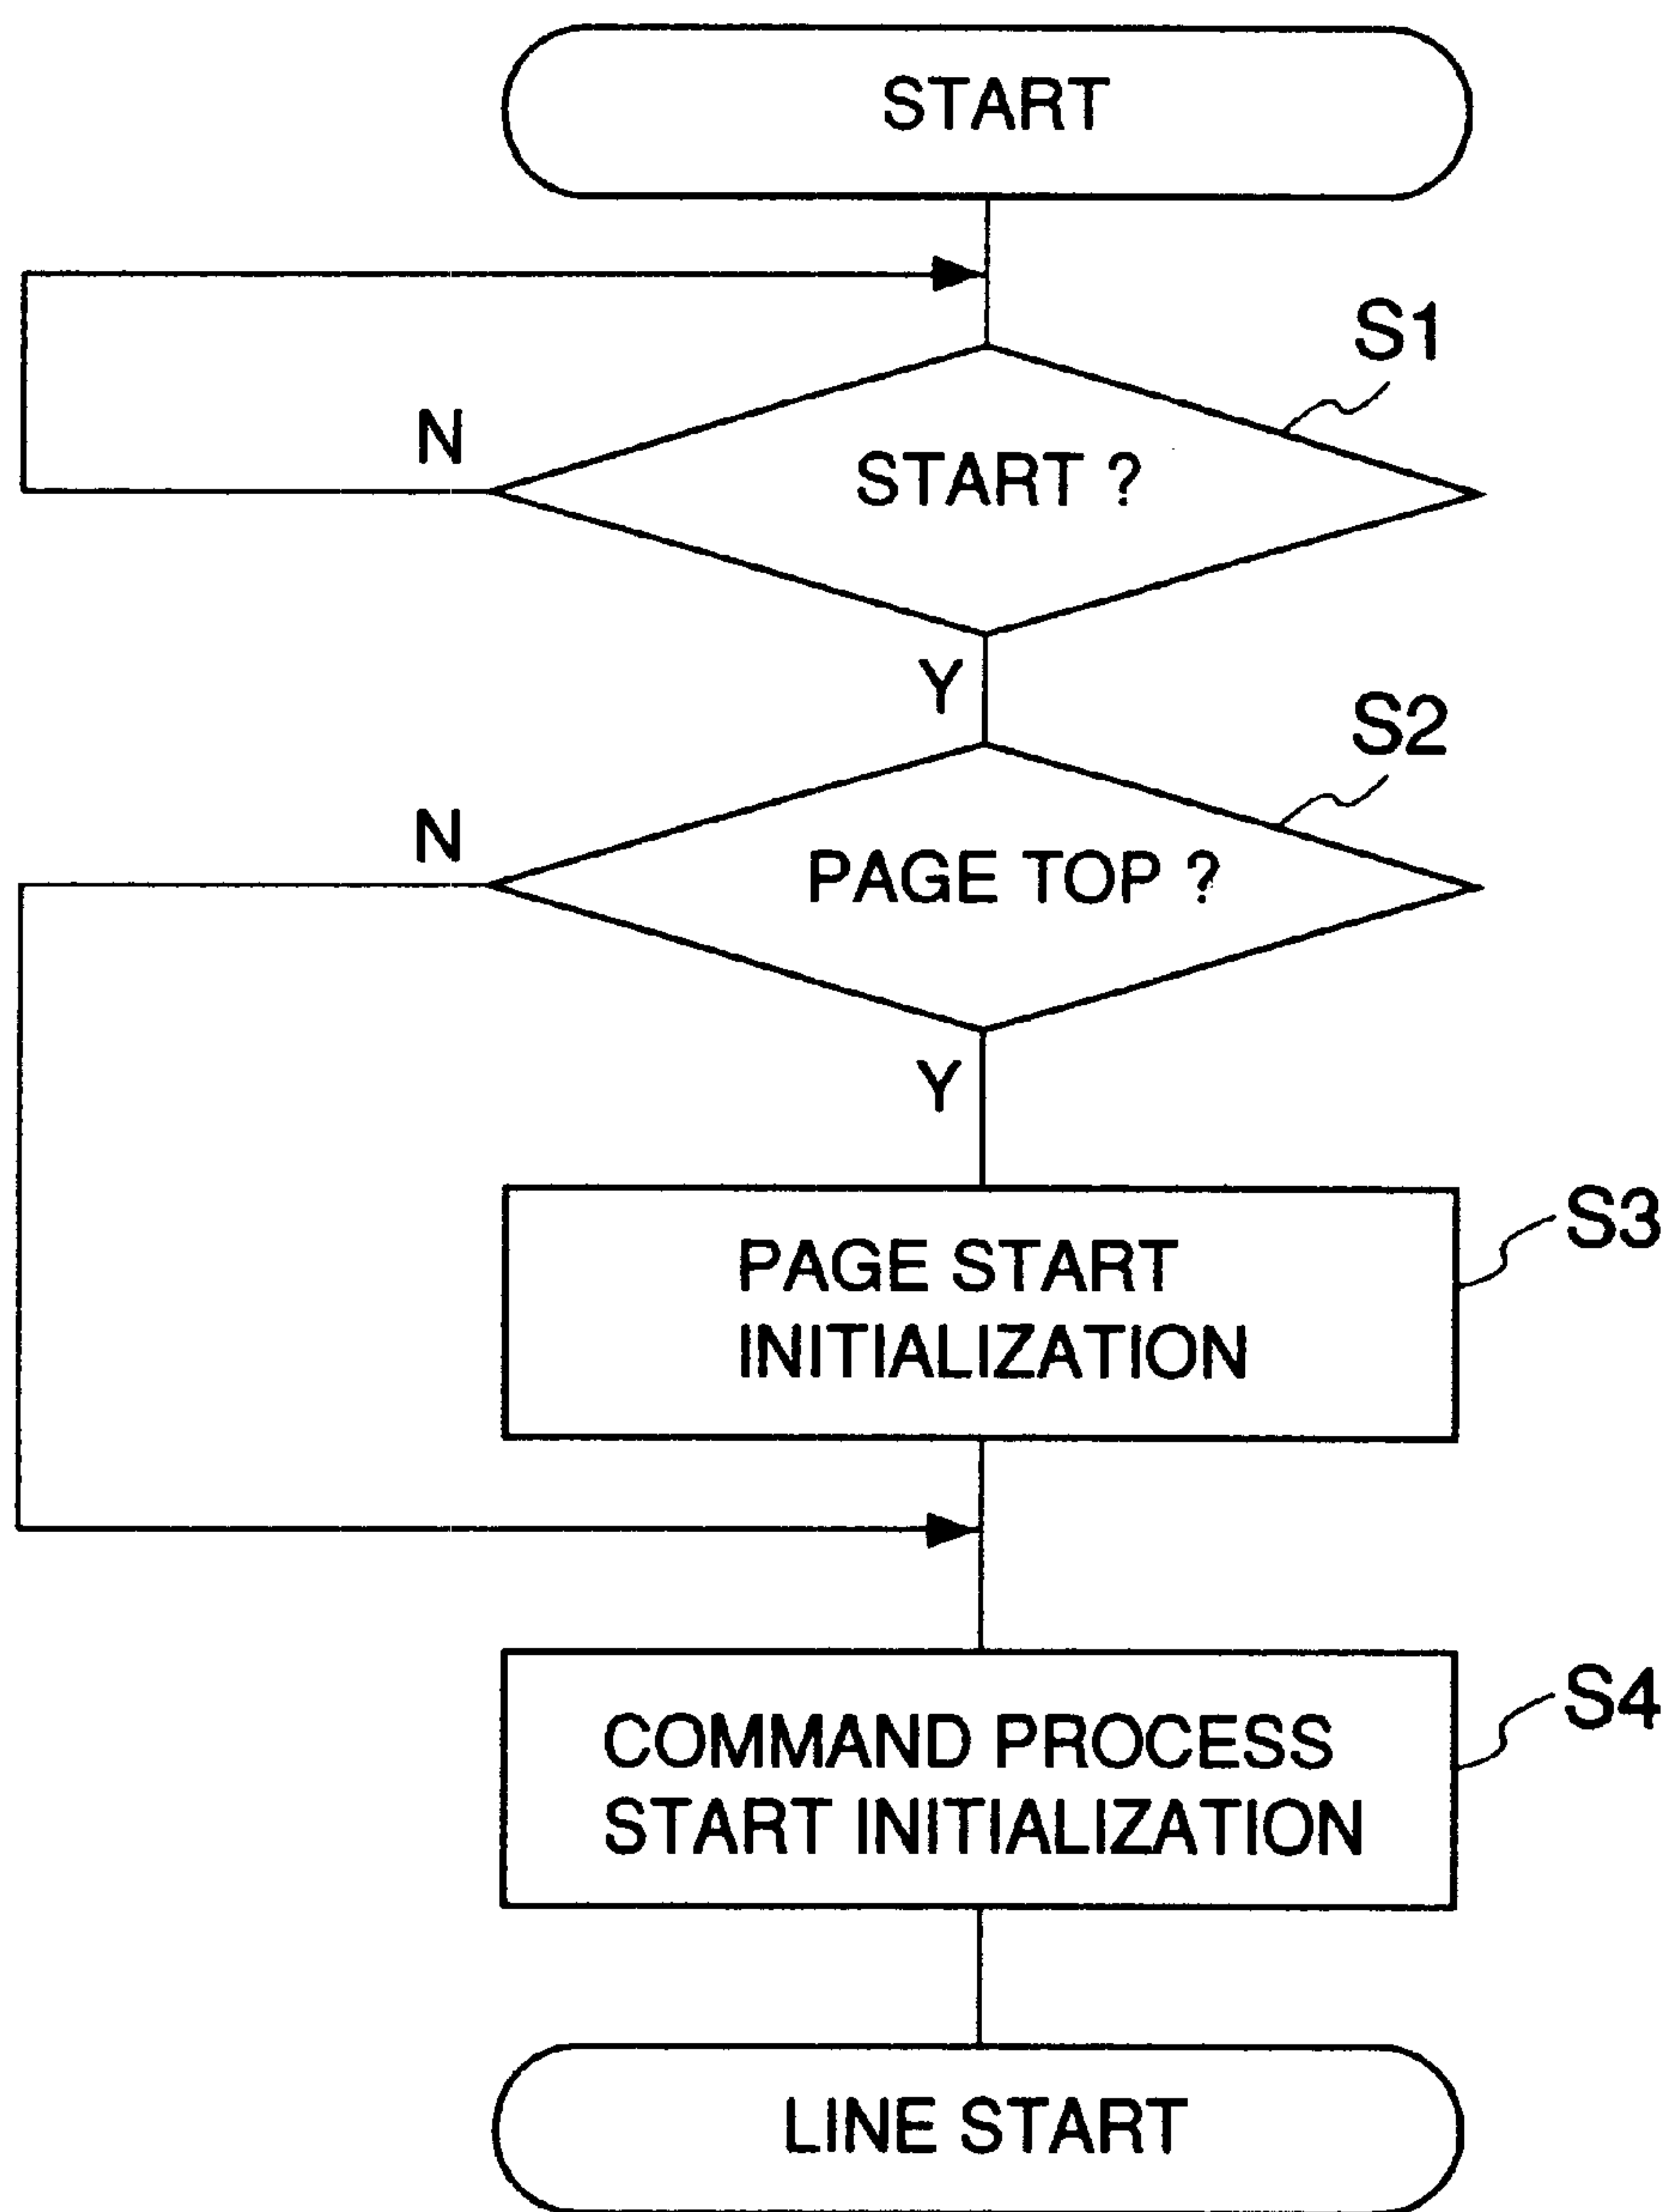 START
S1
N
START ?
Y
S2
N
PAGE TOP ?
Y
S3
PAGE START
INITIALIZATION
S4
COMMAND PROCESS
START INITIALIZATION
LINE START